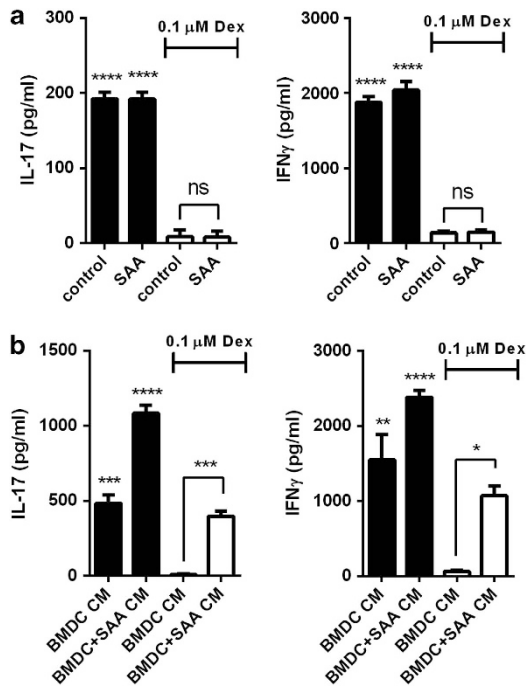 a
0.1 μM Dex
IL-17 (pg/ml)
300
200
100
0
**** ****
ns
control
SAA
control
SAA
0.1 μM Dex
IFNγ (pg/ml)
3000
2000
1000
0
**** ****
ns
control
SAA
control
SAA
b
0.1 μM Dex
IL-17 (pg/ml)
1500
1000
500
0
***
****
***
BMDC CM
BMDC+SAA CM
BMDC CM
BMDC+SAA CM
0.1 μM Dex
IFNγ (pg/ml)
3000
2000
1000
0
**
****
*
BMDC CM
BMDC+SAA CM
BMDC CM
BMDC+SAA CM